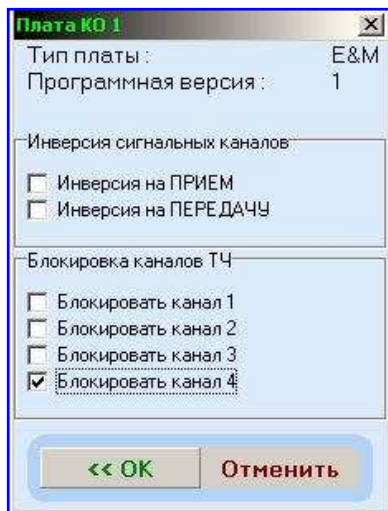 Плата КО 1
Тип платы : E&M
Программная версия : 1
Инверсия сигнальных каналов
Инверсия на ПРИЕМ
Инверсия на ПЕРЕДАЧУ
Блокировка каналов ТЧ
Блокировать канал 1
Блокировать канал 2
Блокировать канал 3
Блокировать канал 4
<< OK Отменить